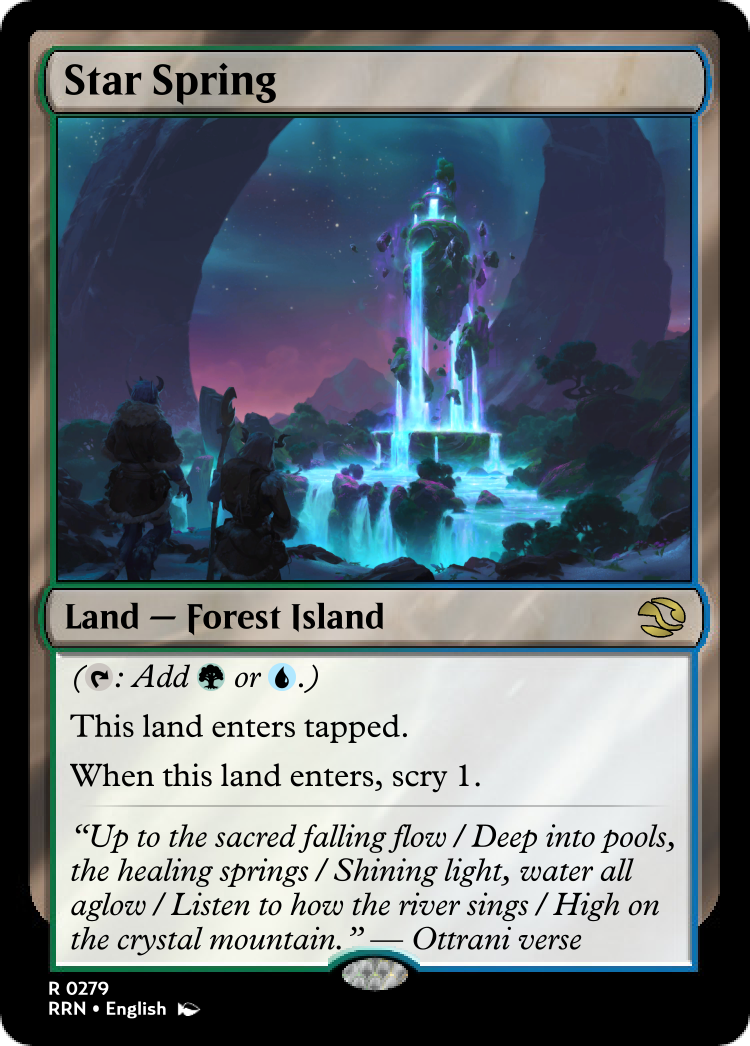 Star Spring
Land — Forest Island
(: Add or .)
This land enters tapped.
When this land enters, scry 1.
“Up to the sacred falling flow / Deep into pools,
the healing springs / Shining light, water all
aglow / Listen to how the river sings / High on
the crystal mountain.” — Ottrani verse
R 0279
RRN • English